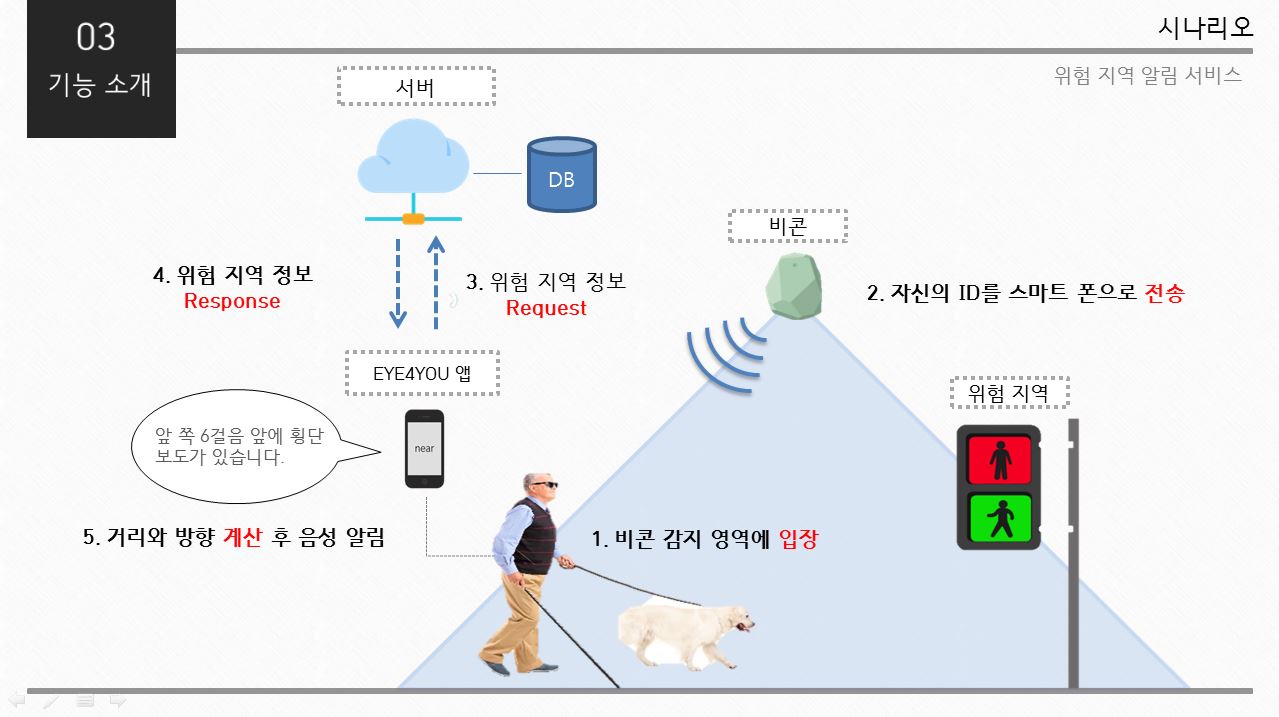 03
기능 소개
시나리오
위험 지역 알림 서비스
서버
DB
비콘
4. 위험 지역 정보
Response
3. 위험 지역 정보
Request
2. 자신의 ID를 스마트 폰으로 전송
EYE4YOU 앱
위험 지역
앞 쪽 6걸음 앞에 횡단
보도가 있습니다.
near
5. 거리와 방향 계산 후 음성 알림
1. 비콘 감지 영역에 입장